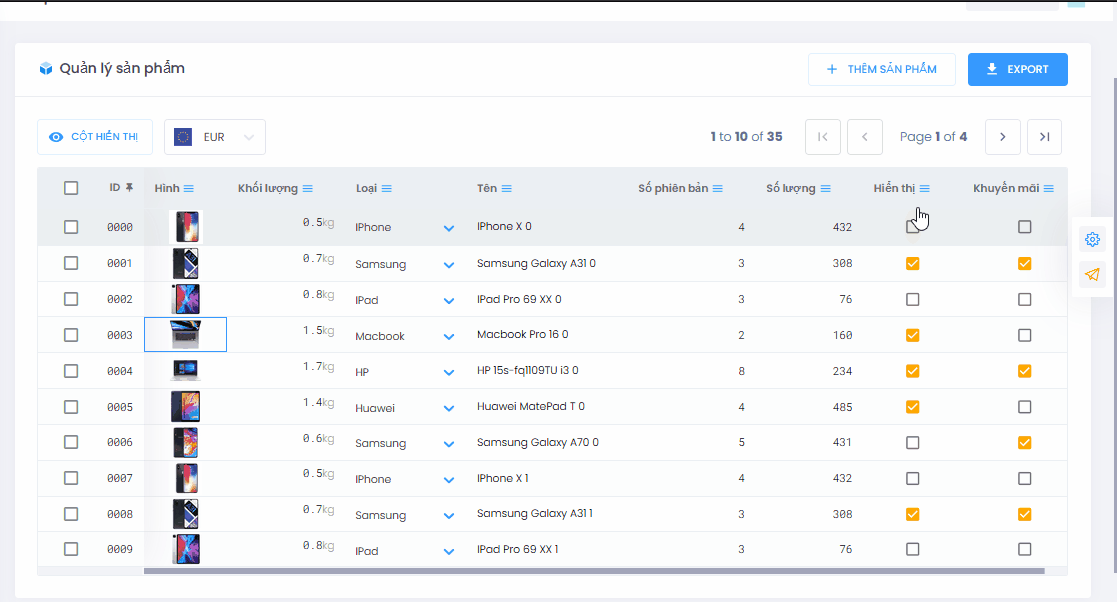 Quản lý sản phẩm
THÊM SẢN PHẨM
EXPORT
CỘT HIỂN THỊ
EUR
1 to 10 of 35
Page 1 of 4
ID Hình Khối lượng Loại Tên Số phiên bản Số lượng Hiển thị Khuyến mãi
0000 0.5kg IPhone IPhone X 0 4 432
0001 0.7kg Samsung Samsung Galaxy A31 0 3 308
0002 0.8kg IPad IPad Pro 69 XX 0 3 76
0003 1.5kg Macbook Macbook Pro 16 0 2 160
0004 1.7kg HP HP 15s-fq1109TU i3 0 8 234
0005 1.4kg Huawei Huawei MatePad T 0 4 485
0006 0.6kg Samsung Samsung Galaxy A70 0 5 431
0007 0.5kg IPhone IPhone X 1 4 432
0008 0.7kg Samsung Samsung Galaxy A31 1 3 308
0009 0.8kg IPad IPad Pro 69 XX 1 3 76